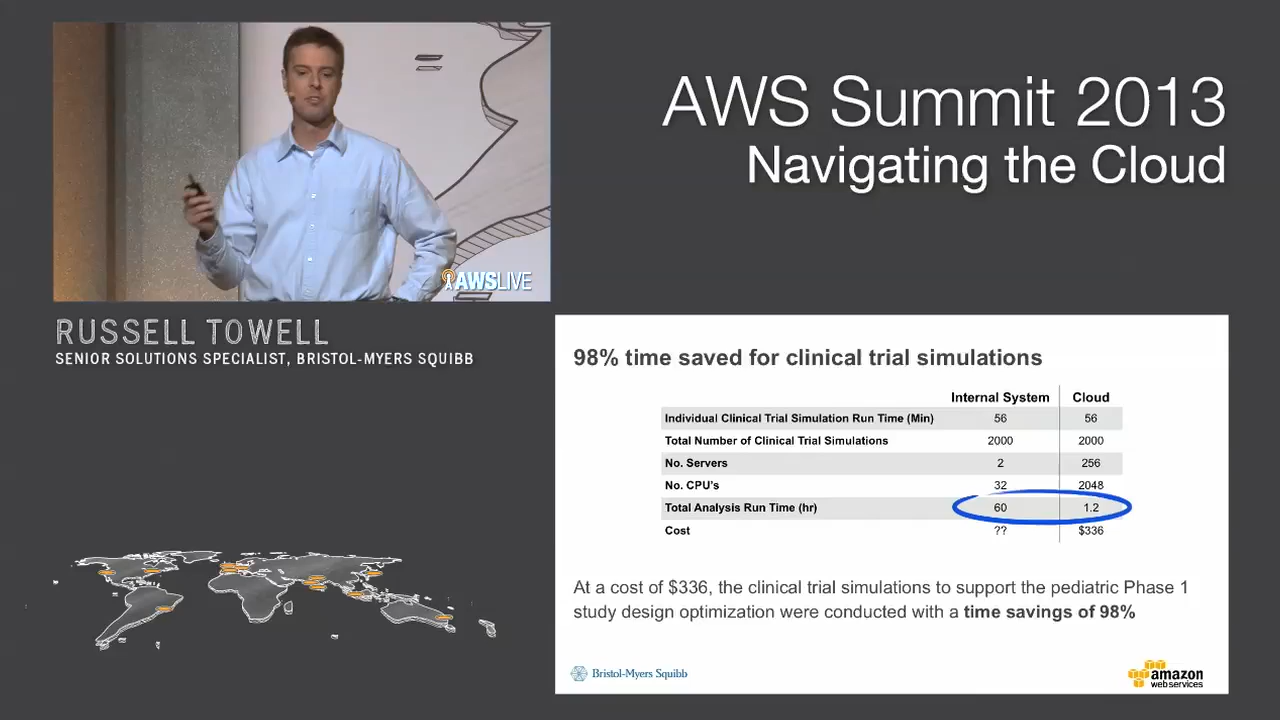 AWS Summit 2013
Navigating the Cloud
AWSLIVE
RUSSELL TOWELL
SENIOR SOLUTIONS SPECIALIST, BRISTOL-MYERS SQUIBB
98% time saved for clinical trial simulations
Internal System Cloud
Individual Clinical Trial Simulation Run Time (Min) 56 56
Total Number of Clinical Trial Simulations 2000 2000
No. Servers 2 256
No. CPU's 32 2048
Total Analysis Run Time (hr) 60 1.2
Cost ?? $336
At a cost of $336, the clinical trial simulations to support the pediatric Phase 1
study design optimization were conducted with a time savings of 98%
Bristol-Myers Squibb
amazon
web services